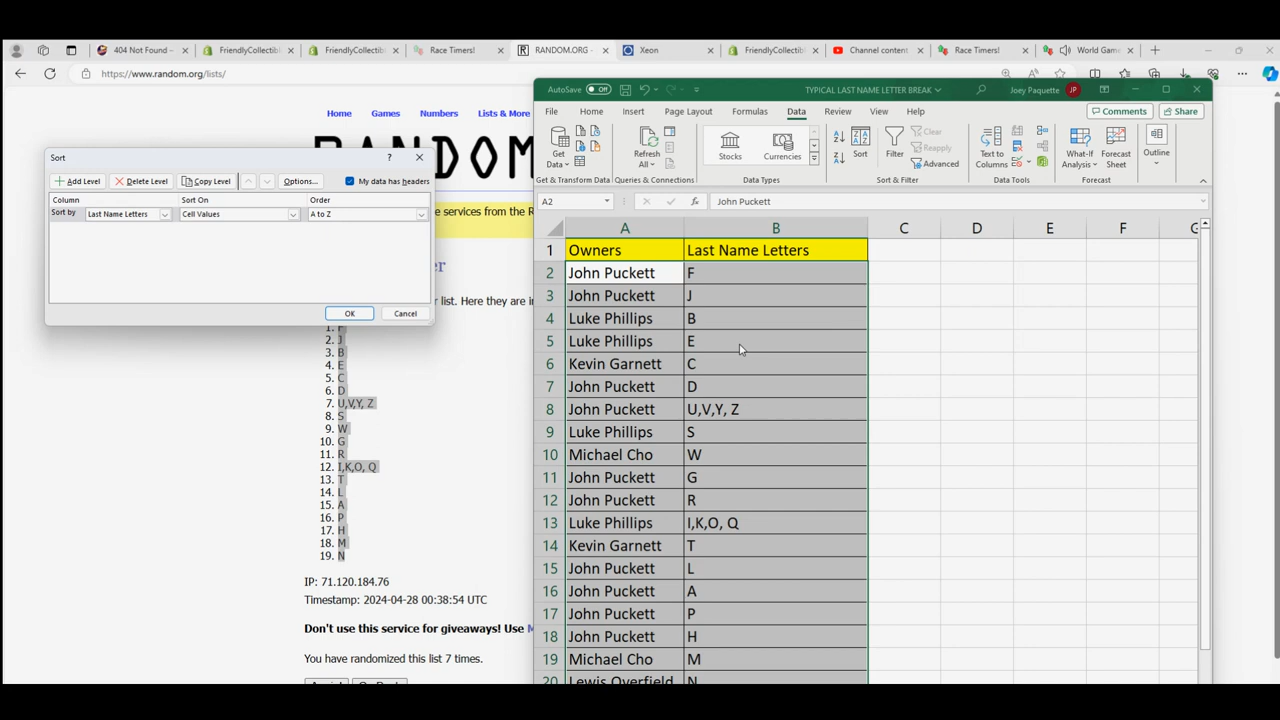 404 Not Found -
FriendlyCollectibl
FriendlyCollectib
Race Timers!
RANDOM.ORG -
Xeon
FriendlyCollectibl
Channel content
Race Timers!
World Game
https://www.random.org/lists/
Home
Games
Numbers
Lists & More
RANDOM
e services from the R
er
r list. Here they are in
1. F
2. J
3. B
4. E
5. C
6. D
7. U,V,Y, Z
8. S
9. W
10. G
11. R
12. I,K,O, Q
13. T
14. L
15. A
16. P
17. H
18. M
19. N
IP: 71.120.184.76
Timestamp: 2024-04-28 00:38:54 UTC
Don't use this service for giveaways! Use
You have randomized this list 7 times.
Sort
?
Add Level
Delete Level
Copy Level
Options...
My data has headers
Column
Sort On
Order
Sort by
Last Name Letters
Cell Values
A to Z
OK
Cancel
AutoSave
Off
TYPICAL LAST NAME LETTER BREAK
Joey Paquette
JP
File
Home
Insert
Page Layout
Formulas
Data
Review
View
Help
Comments
Share
Get
Data
Refresh
All
Stocks
Currencies
Sort
Filter
Clear
Reapply
Advanced
Text to
Columns
What-If
Analysis
Forecast
Sheet
Outline
Get & Transform Data
Queries & Connections
Data Types
Sort & Filter
Data Tools
Forecast
A2
fx
John Puckett
A B C D E F G
1 Owners Last Name Letters
2 John Puckett F
3 John Puckett J
4 Luke Phillips B
5 Luke Phillips E
6 Kevin Garnett C
7 John Puckett D
8 John Puckett U,V,Y, Z
9 Luke Phillips S
10 Michael Cho W
11 John Puckett G
12 John Puckett R
13 Luke Phillips I,K,O, Q
14 Kevin Garnett T
15 John Puckett L
16 John Puckett A
17 John Puckett P
18 John Puckett H
19 Michael Cho M
20 Lewis Overfield N